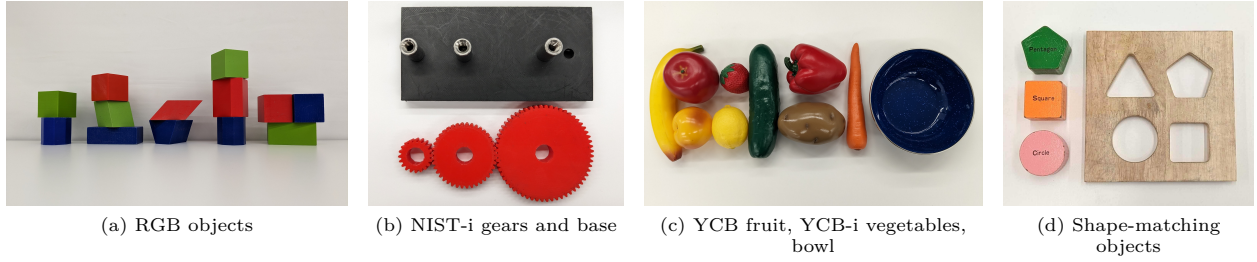 Pentagon
Square
Circle
(a) RGB objects
(b) NIST-i gears and base
(c) YCB fruit, YCB-i vegetables,
bowl
(d) Shape-matching
objects